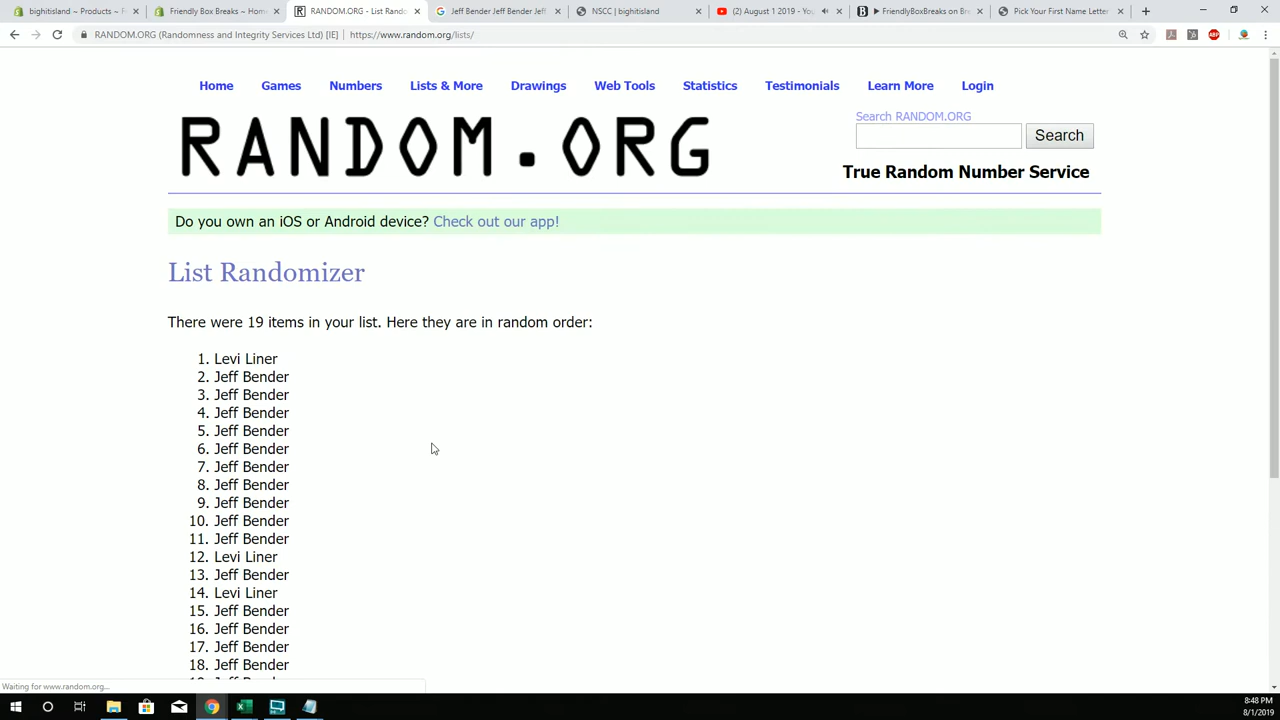 bighitisland ~ Products ~ F
Friendly Box Breaks ~ Home
RANDOM.ORG - List Rando
Jeff Bender Jeff Bender Jeff
NSCC | bighitisland
(2) August 1 2019 - You
FriendlyBoxBreaks on Br
Pick Your First Name Letter
RANDOM.ORG (Randomness and Integrity Services Ltd) [IE] | https://www.random.org/lists/
Home Games Numbers Lists & More Drawings Web Tools Statistics Testimonials Learn More Login
RANDOM.ORG
Search RANDOM.ORG
Search
True Random Number Service
Do you own an iOS or Android device? Check out our app!
List Randomizer
There were 19 items in your list. Here they are in random order:
1. Levi Liner
2. Jeff Bender
3. Jeff Bender
4. Jeff Bender
5. Jeff Bender
6. Jeff Bender
7. Jeff Bender
8. Jeff Bender
9. Jeff Bender
10. Jeff Bender
11. Jeff Bender
12. Levi Liner
13. Jeff Bender
14. Levi Liner
15. Jeff Bender
16. Jeff Bender
17. Jeff Bender
18. Jeff Bender
Waiting for www.random.org...
8:48 PM
8/1/2019